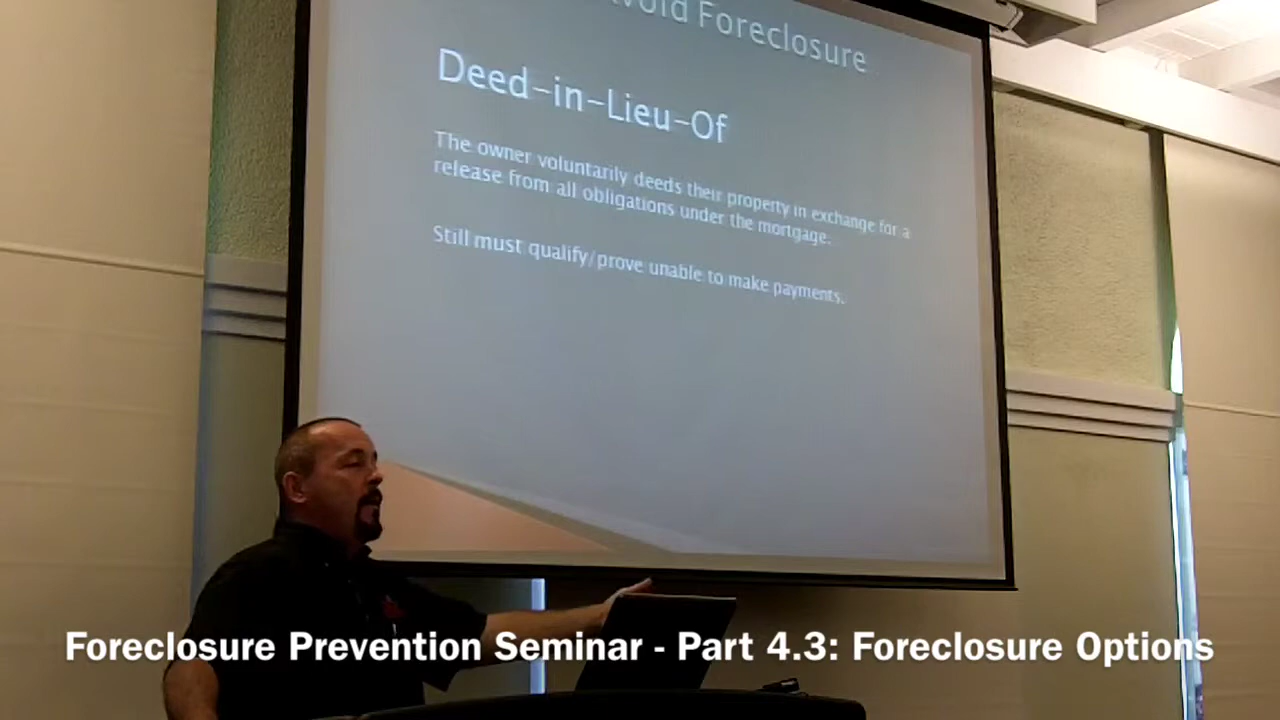 Avoid Foreclosure
Deed-in-Lieu-Of
The owner voluntarily deeds their property in exchange for a
release from all obligations under the mortgage.
Still must qualify/prove unable to make payments.
Foreclosure Prevention Seminar - Part 4.3: Foreclosure Options